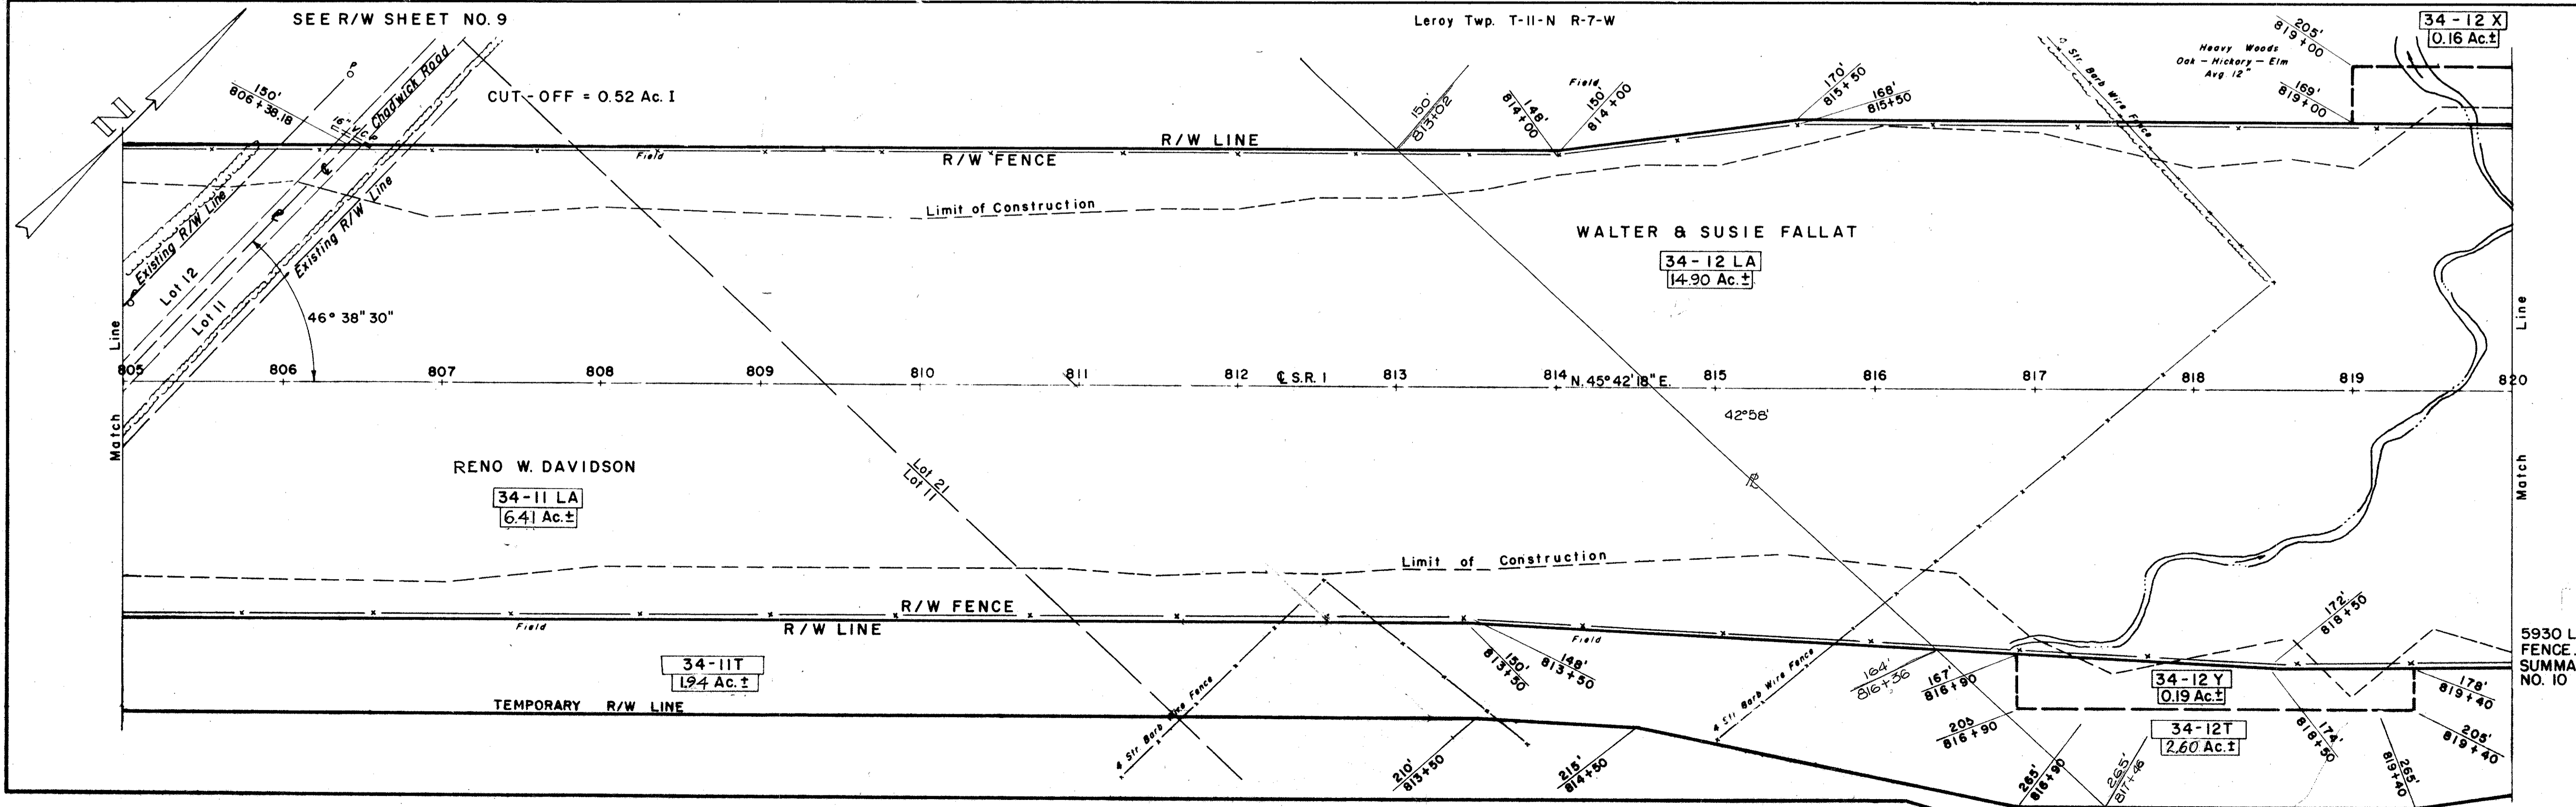 SEE R/W SHEET NO. 9
Leroy Twp. T-11-N R-7-W
34-12 X
0.16 Ac.±
205'
819+00
Heavy Woods
Oak - Hickory - Elm
Avg. 12"
169'
819+00
N
150'
806+38.18
16" V.C.P.
Chadwick Road
CUT-OFF = 0.52 Ac. I
150'
813+02
148'
814+00
Field
150'
814+00
170'
815+50
168'
815+50
4 Str. Barb Wire Fence
R/W LINE
Field
R/W FENCE
Existing R/W Line
Existing R/W Line
Limit of Construction
WALTER & SUSIE FALLAT
34-12 LA
14.90 Ac.±
Lot 12
Lot 11
46° 38' 30"
Match Line
805 806 807 808 809 810 811 812 ℄ S.R. 1 813 814 N. 45° 42' 18" E. 815 816 817 818 819 820
Match Line
42°58'
RENO W. DAVIDSON
34-11 LA
6.41 Ac.±
Lot 21
Lot 11
Limit of Construction
R/W FENCE
Field
R/W LINE
Field
150'
813+50
148'
813+50
172'
818+50
5930 L
FENCE.
SUMMA
NO. 10
34-11T
1.94 Ac.±
TEMPORARY R/W LINE
4 Str. Barb Wire Fence
4 Str. Barb Wire Fence
164'
816+36
167'
816+90
34-12 Y
0.19 Ac.±
178'
819+40
205
816+90
34-12T
2.60 Ac.±
174'
818+50
205'
819+40
210'
813+50
215'
814+50
265'
816+90
265'
817+46
265'
819+40